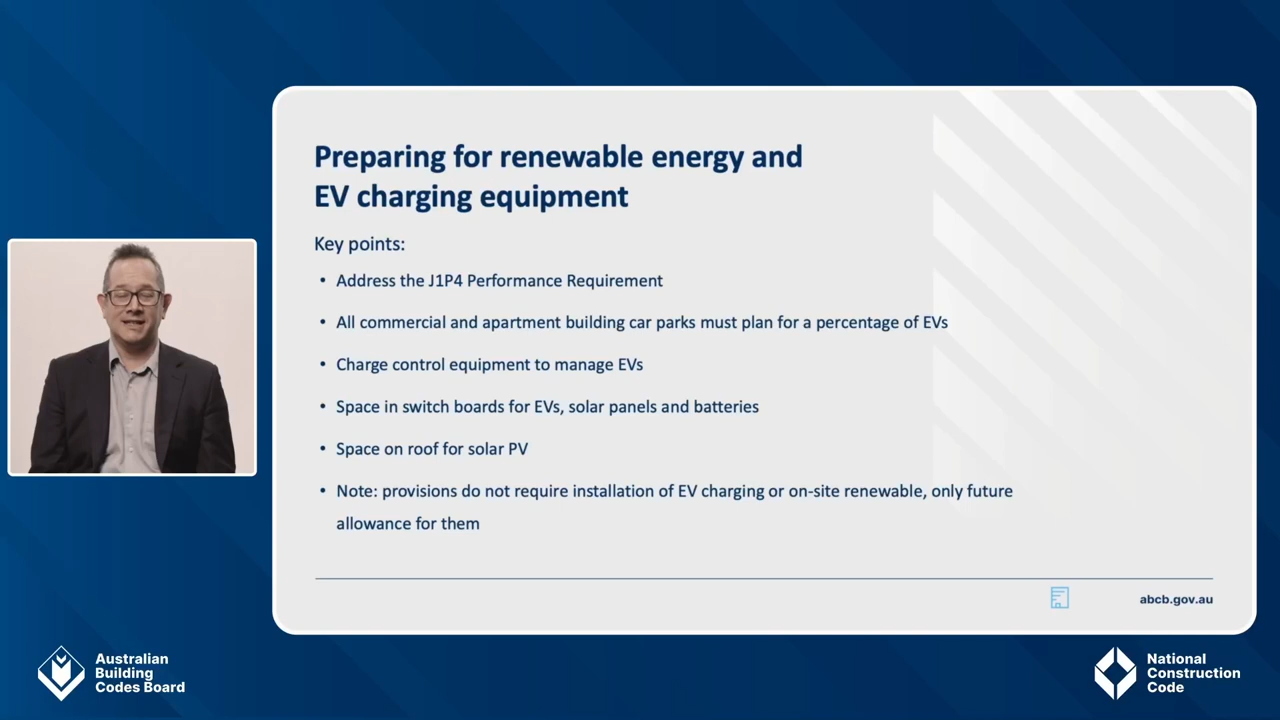 Preparing for renewable energy and
EV charging equipment
Key points:
• Address the J1P4 Performance Requirement
• All commercial and apartment building car parks must plan for a percentage of EVs
• Charge control equipment to manage EVs
• Space in switch boards for EVs, solar panels and batteries
• Space on roof for solar PV
• Note: provisions do not require installation of EV charging or on-site renewable, only future
allowance for them
abcb.gov.au
Australian
Building
Codes Board
National
Construction
Code